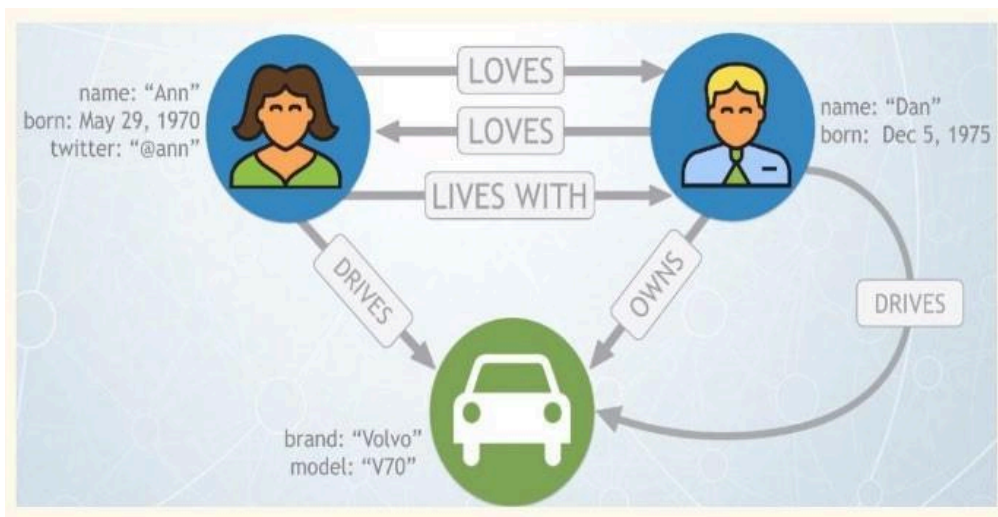 name: “Ann”
born: May 29, 1970
twitter: “@ann”
LOVES
LOVES
LIVES WITH
name: “Dan”
born: Dec 5, 1975
DRIVES
OWNS
DRIVES
brand: “Volvo”
model: “V70”